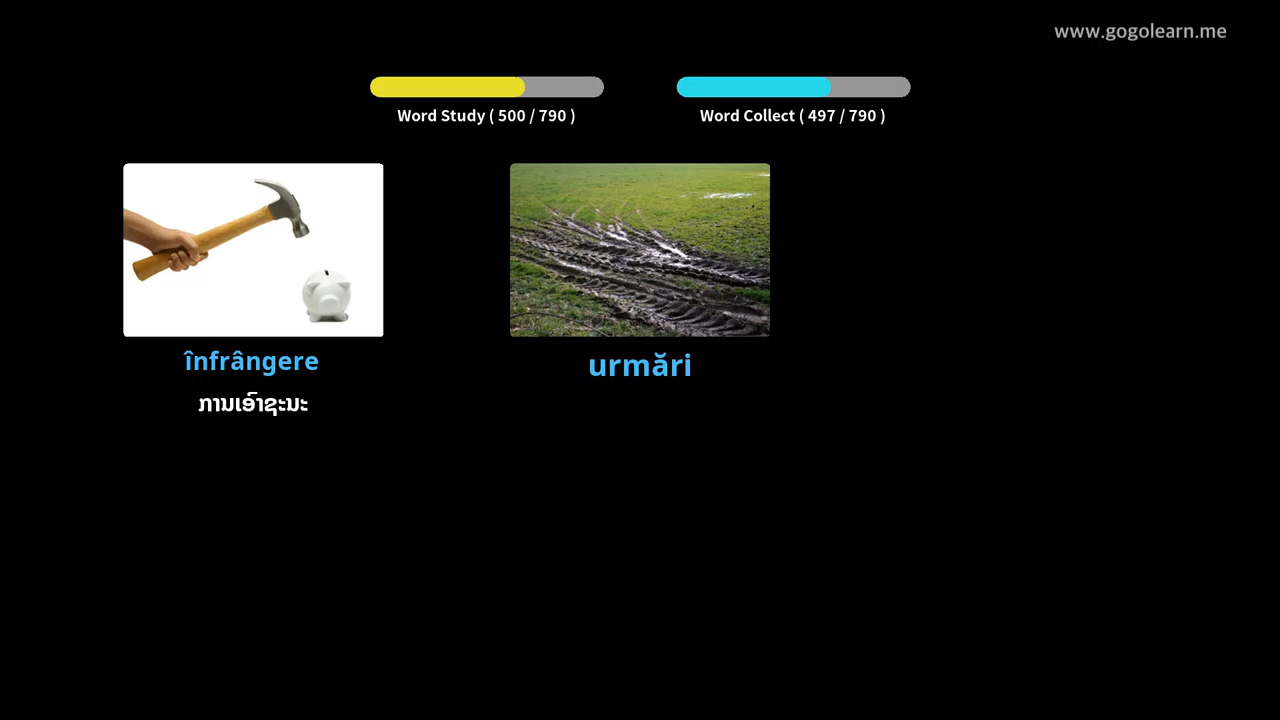 www.gogolearn.me
Word Study ( 500 / 790 )
Word Collect ( 497 / 790 )
înfrângere
urmări
ການເອົາຊະນະ